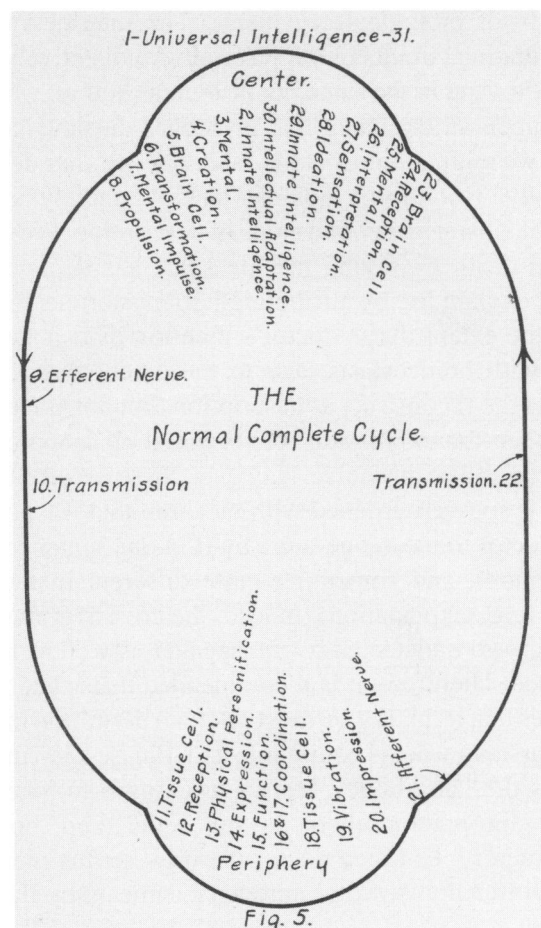 1-Universal Intelligence-31.
Center.
8. Propulsion.
7. Mental Impulse
6. Transformation.
5. Brain Cell.
4. Creation.
3. Mental.
2. Innate Intelligence
30. Intellectual Adaptation.
29. Innate Intelligence.
28. Ideation.
27. Sensation.
26. Interpretation.
25. Mental.
24. Reception.
23. Brain Cell
9. Efferent Nerve.
THE
Normal Complete Cycle.
10. Transmission
Transmission. 22.
11. Tissue Cell.
12. Reception.
13. Physical Personification.
14. Expression.
15. Function.
16 & 17. Coordination
18. Tissue Cell.
19. Vibration.
20. Impression.
21. Afferent Nerve.
Periphery
Fig. 5.